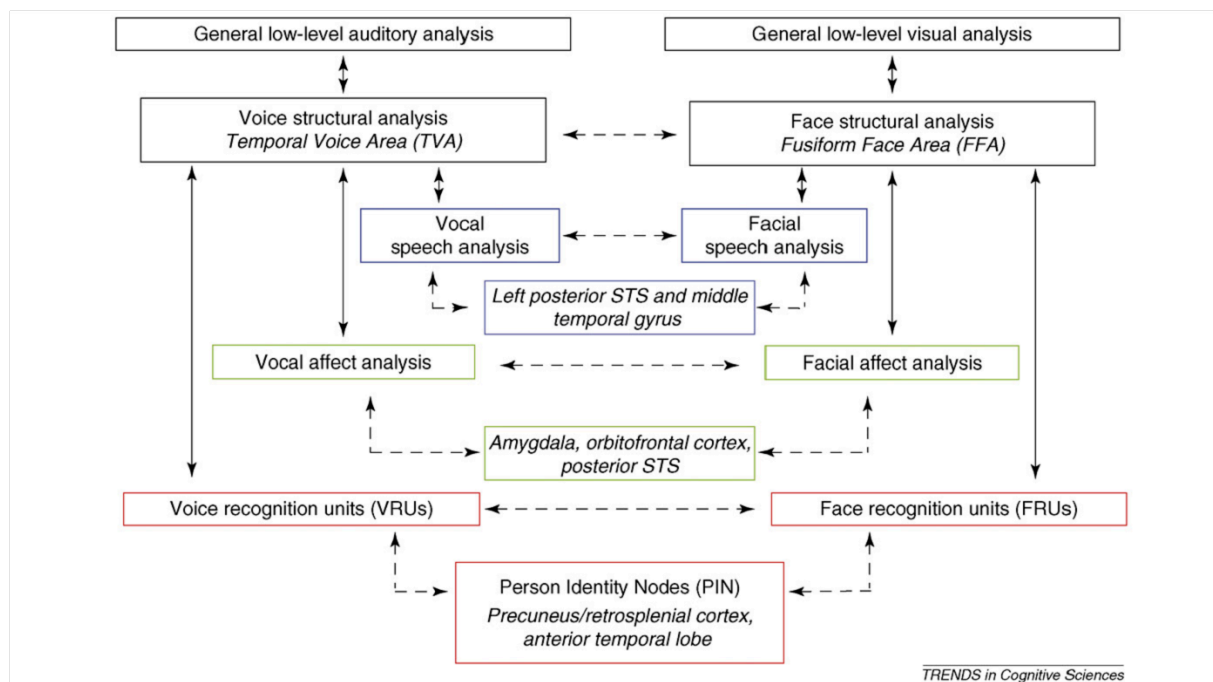 General low-level auditory analysis
General low-level visual analysis
Voice structural analysis
Temporal Voice Area (TVA)
Face structural analysis
Fusiform Face Area (FFA)
Vocal
speech analysis
Facial
speech analysis
Left posterior STS and middle
temporal gyrus
Vocal affect analysis
Facial affect analysis
Amygdala, orbitofrontal cortex,
posterior STS
Voice recognition units (VRUs)
Face recognition units (FRUs)
Person Identity Nodes (PIN)
Precuneus/retrosplenial cortex,
anterior temporal lobe
TRENDS in Cognitive Sciences